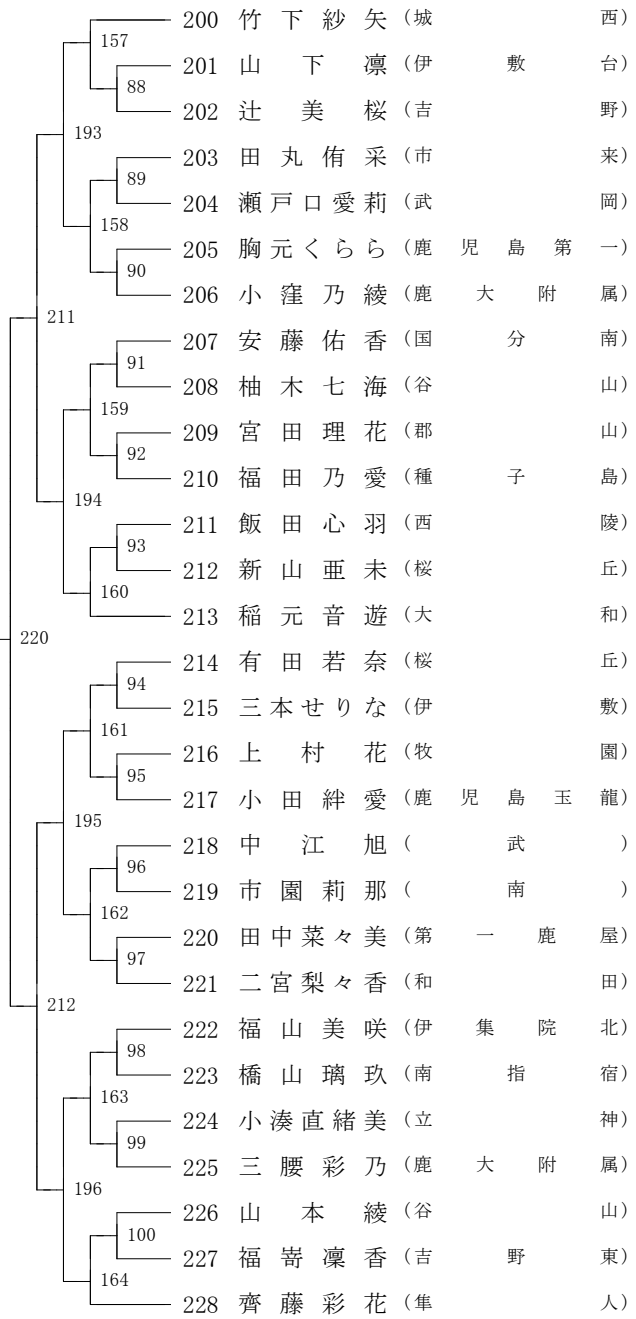 200 竹下紗矢 (城西)
157
201 山下凛 (伊敷台)
88
202 辻美桜 (吉野)
193
203 田丸侑采 (市来)
89
204 瀬戸口愛莉 (武岡)
158
205 胸元くらら (鹿児島第一)
90
206 小窪乃綾 (鹿大附属)
211
207 安藤佑香 (国分南)
91
208 柚木七海 (谷山)
159
209 宮田理花 (郡山)
92
210 福田乃愛 (種子島)
194
211 飯田心羽 (西陵)
93
212 新山亜未 (桜丘)
160
213 稲元音遊 (大和)
220
214 有田若奈 (桜丘)
94
215 三本せりな (伊敷)
161
216 上村花 (牧園)
95
217 小田絆愛 (鹿児島玉龍)
195
218 中江旭 (武)
96
219 市園莉那 (南)
162
220 田中菜々美 (第一鹿屋)
97
221 二宮梨々香 (和田)
212
222 福山美咲 (伊集院北)
98
223 橋山璃玖 (南指宿)
163
224 小湊直緒美 (立神)
99
225 三腰彩乃 (鹿大附属)
196
226 山本綾 (谷山)
100
227 福嵜凜香 (吉野東)
164
228 齊藤彩花 (隼人)